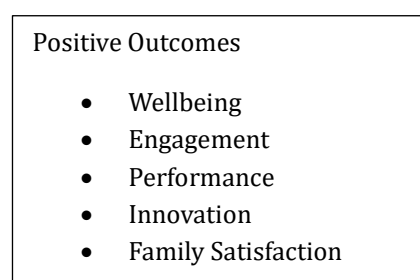 Positive Outcomes
• Wellbeing
• Engagement
• Performance
• Innovation
• Family Satisfaction